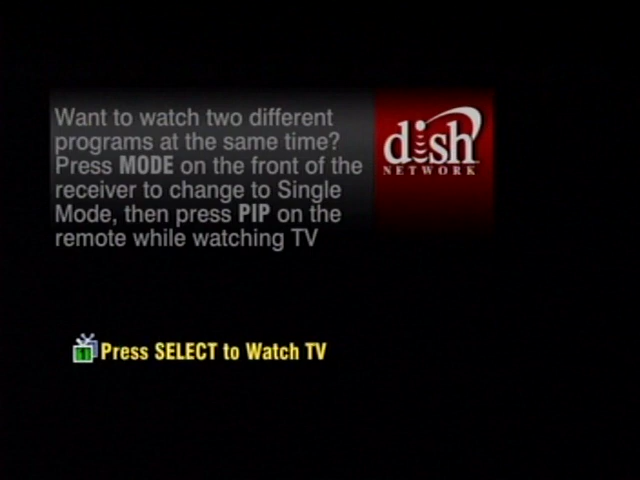 Want to watch two different
programs at the same time?
Press MODE on the front of the
receiver to change to Single
Mode, then press PIP on the
remote while watching TV
dish
NETWORK
1
Press SELECT to Watch TV